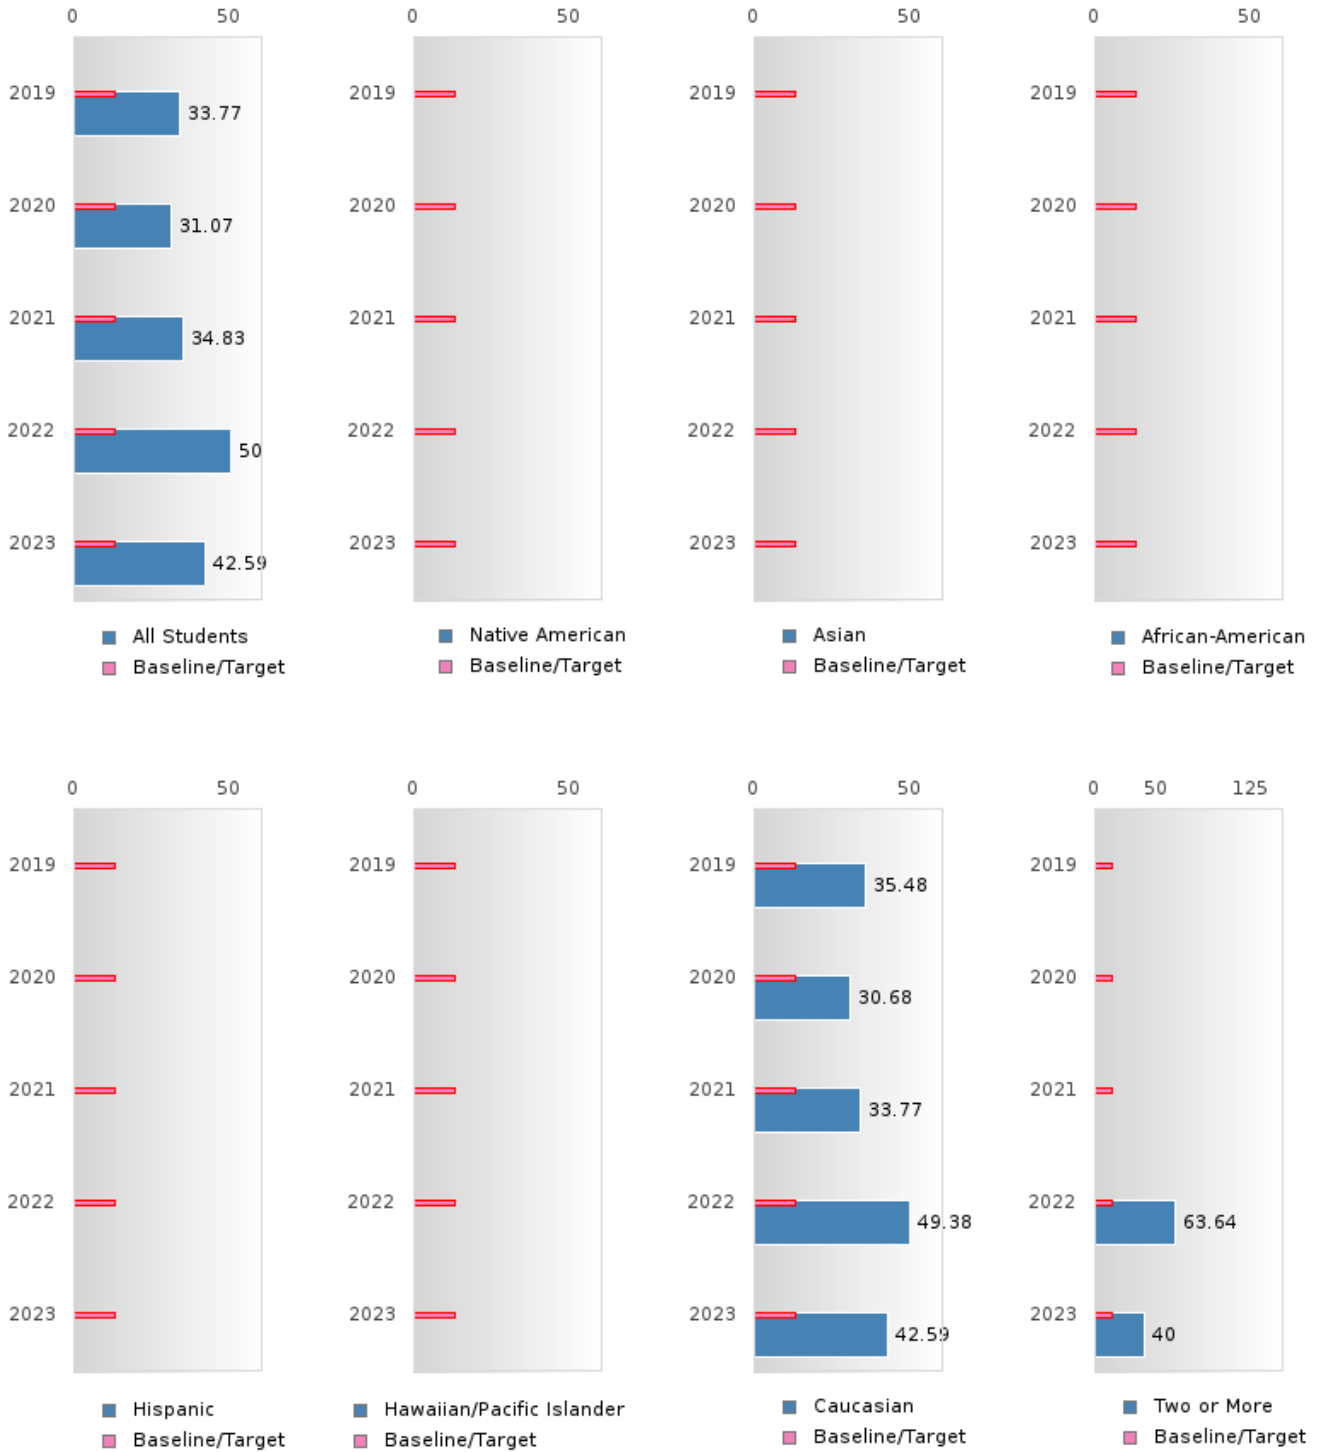 0 50
2019 33.77
2020 31.07
2021 34.83
2022 50
2023 42.59
All Students
Baseline/Target
0 50
2019
2020
2021
2022
2023
Native American
Baseline/Target
0 50
2019
2020
2021
2022
2023
Asian
Baseline/Target
0 50
2019
2020
2021
2022
2023
African-American
Baseline/Target
0 50
2019
2020
2021
2022
2023
Hispanic
Baseline/Target
0 50
2019
2020
2021
2022
2023
Hawaiian/Pacific Islander
Baseline/Target
0 50
2019 35.48
2020 30.68
2021 33.77
2022 49.38
2023 42.59
Caucasian
Baseline/Target
0 50 125
2019
2020
2021
2022 63.64
2023 40
Two or More
Baseline/Target